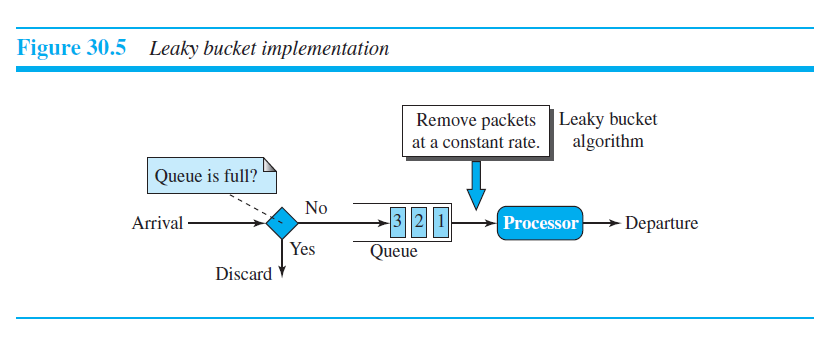 Figure 30.5 Leaky bucket implementation
Remove packets
at a constant rate.
Leaky bucket
algorithm
Queue is full?
Arrival
No
Yes
Discard
3 2 1
Queue
Processor
Departure